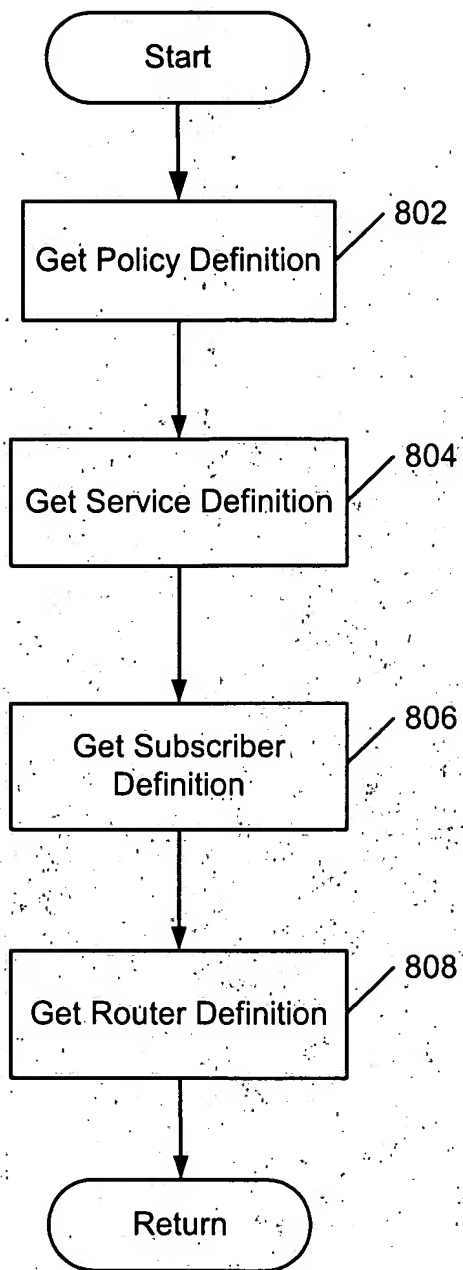 Start
802
Get Policy Definition
804
Get Service Definition
806
Get Subscriber
Definition
808
Get Router Definition
Return